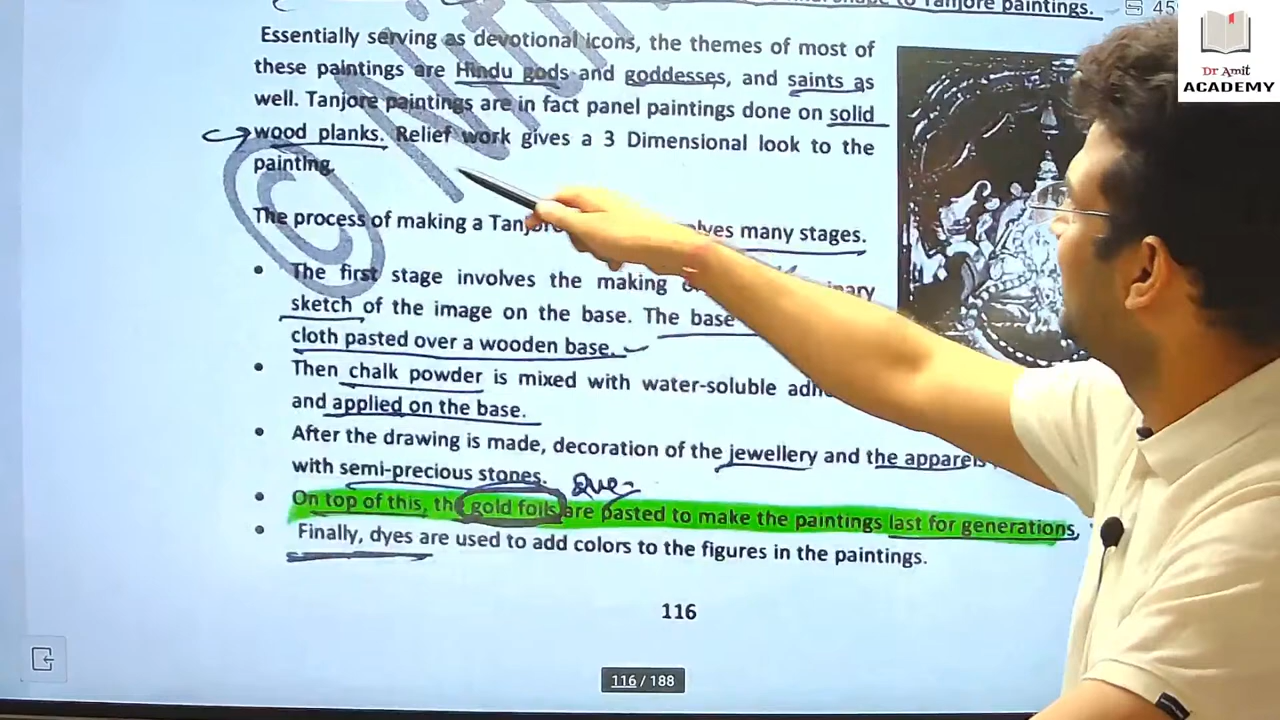 to Tanjore paintings.
45
Dr Amit
ACADEMY
Essentially serving as devotional icons, the themes of most of
these paintings are Hindu gods and goddesses, and saints as
well. Tanjore paintings are in fact panel paintings done on solid
wood planks. Relief work gives a 3 Dimensional look to the
painting.
The process of making a Tanjore lves many stages.
The first stage involves the making inary
sketch of the image on the base. The base
cloth pasted over a wooden base.
Then chalk powder is mixed with water-soluble
and applied on the base.
After the drawing is made, decoration of the jewellery and the apparels
with semi-precious stones.
Que
On top of this, the gold foils are pasted to make the paintings last for generations,
Finally, dyes are used to add colors to the figures in the paintings.
116
116 / 188